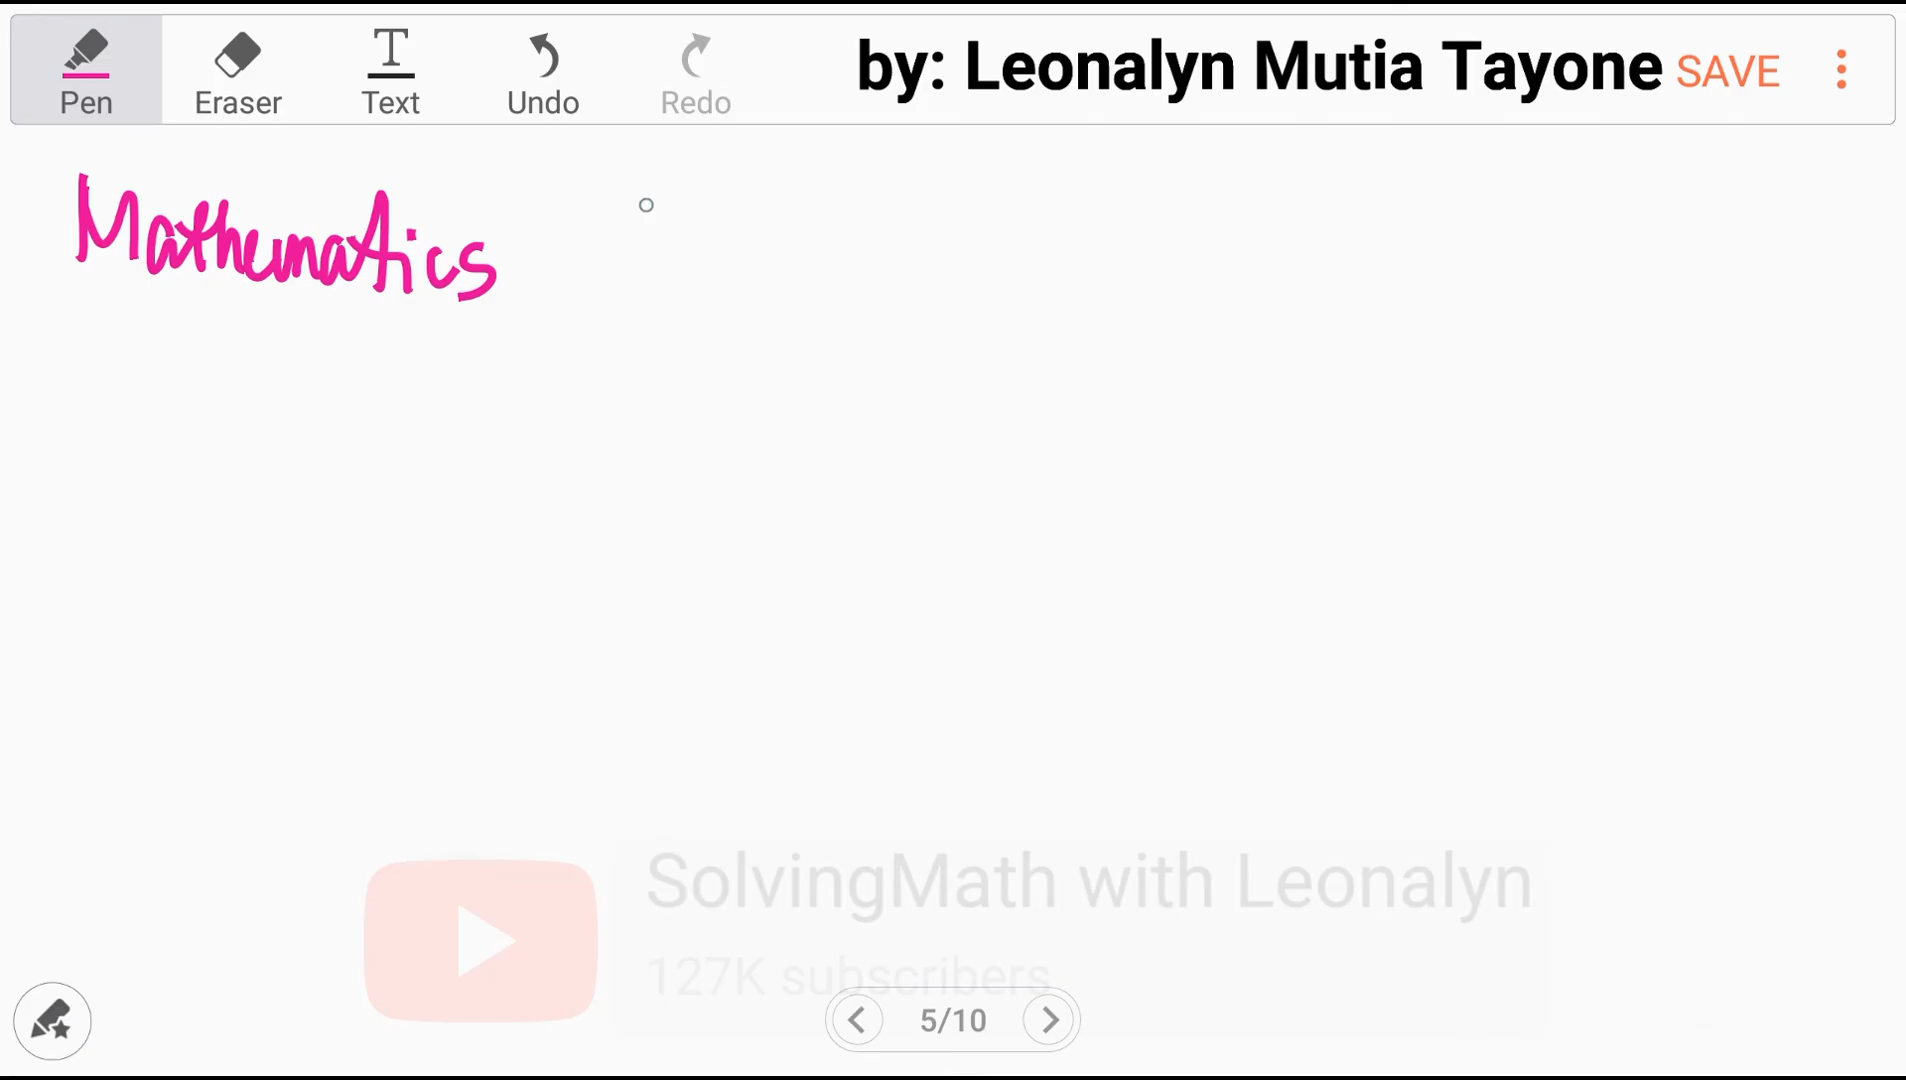 Pen Eraser Text Undo Redo by: Leonalyn Mutia Tayone SAVE
Mathematics
SolvingMath with Leonalyn
127K subscribers
5/10